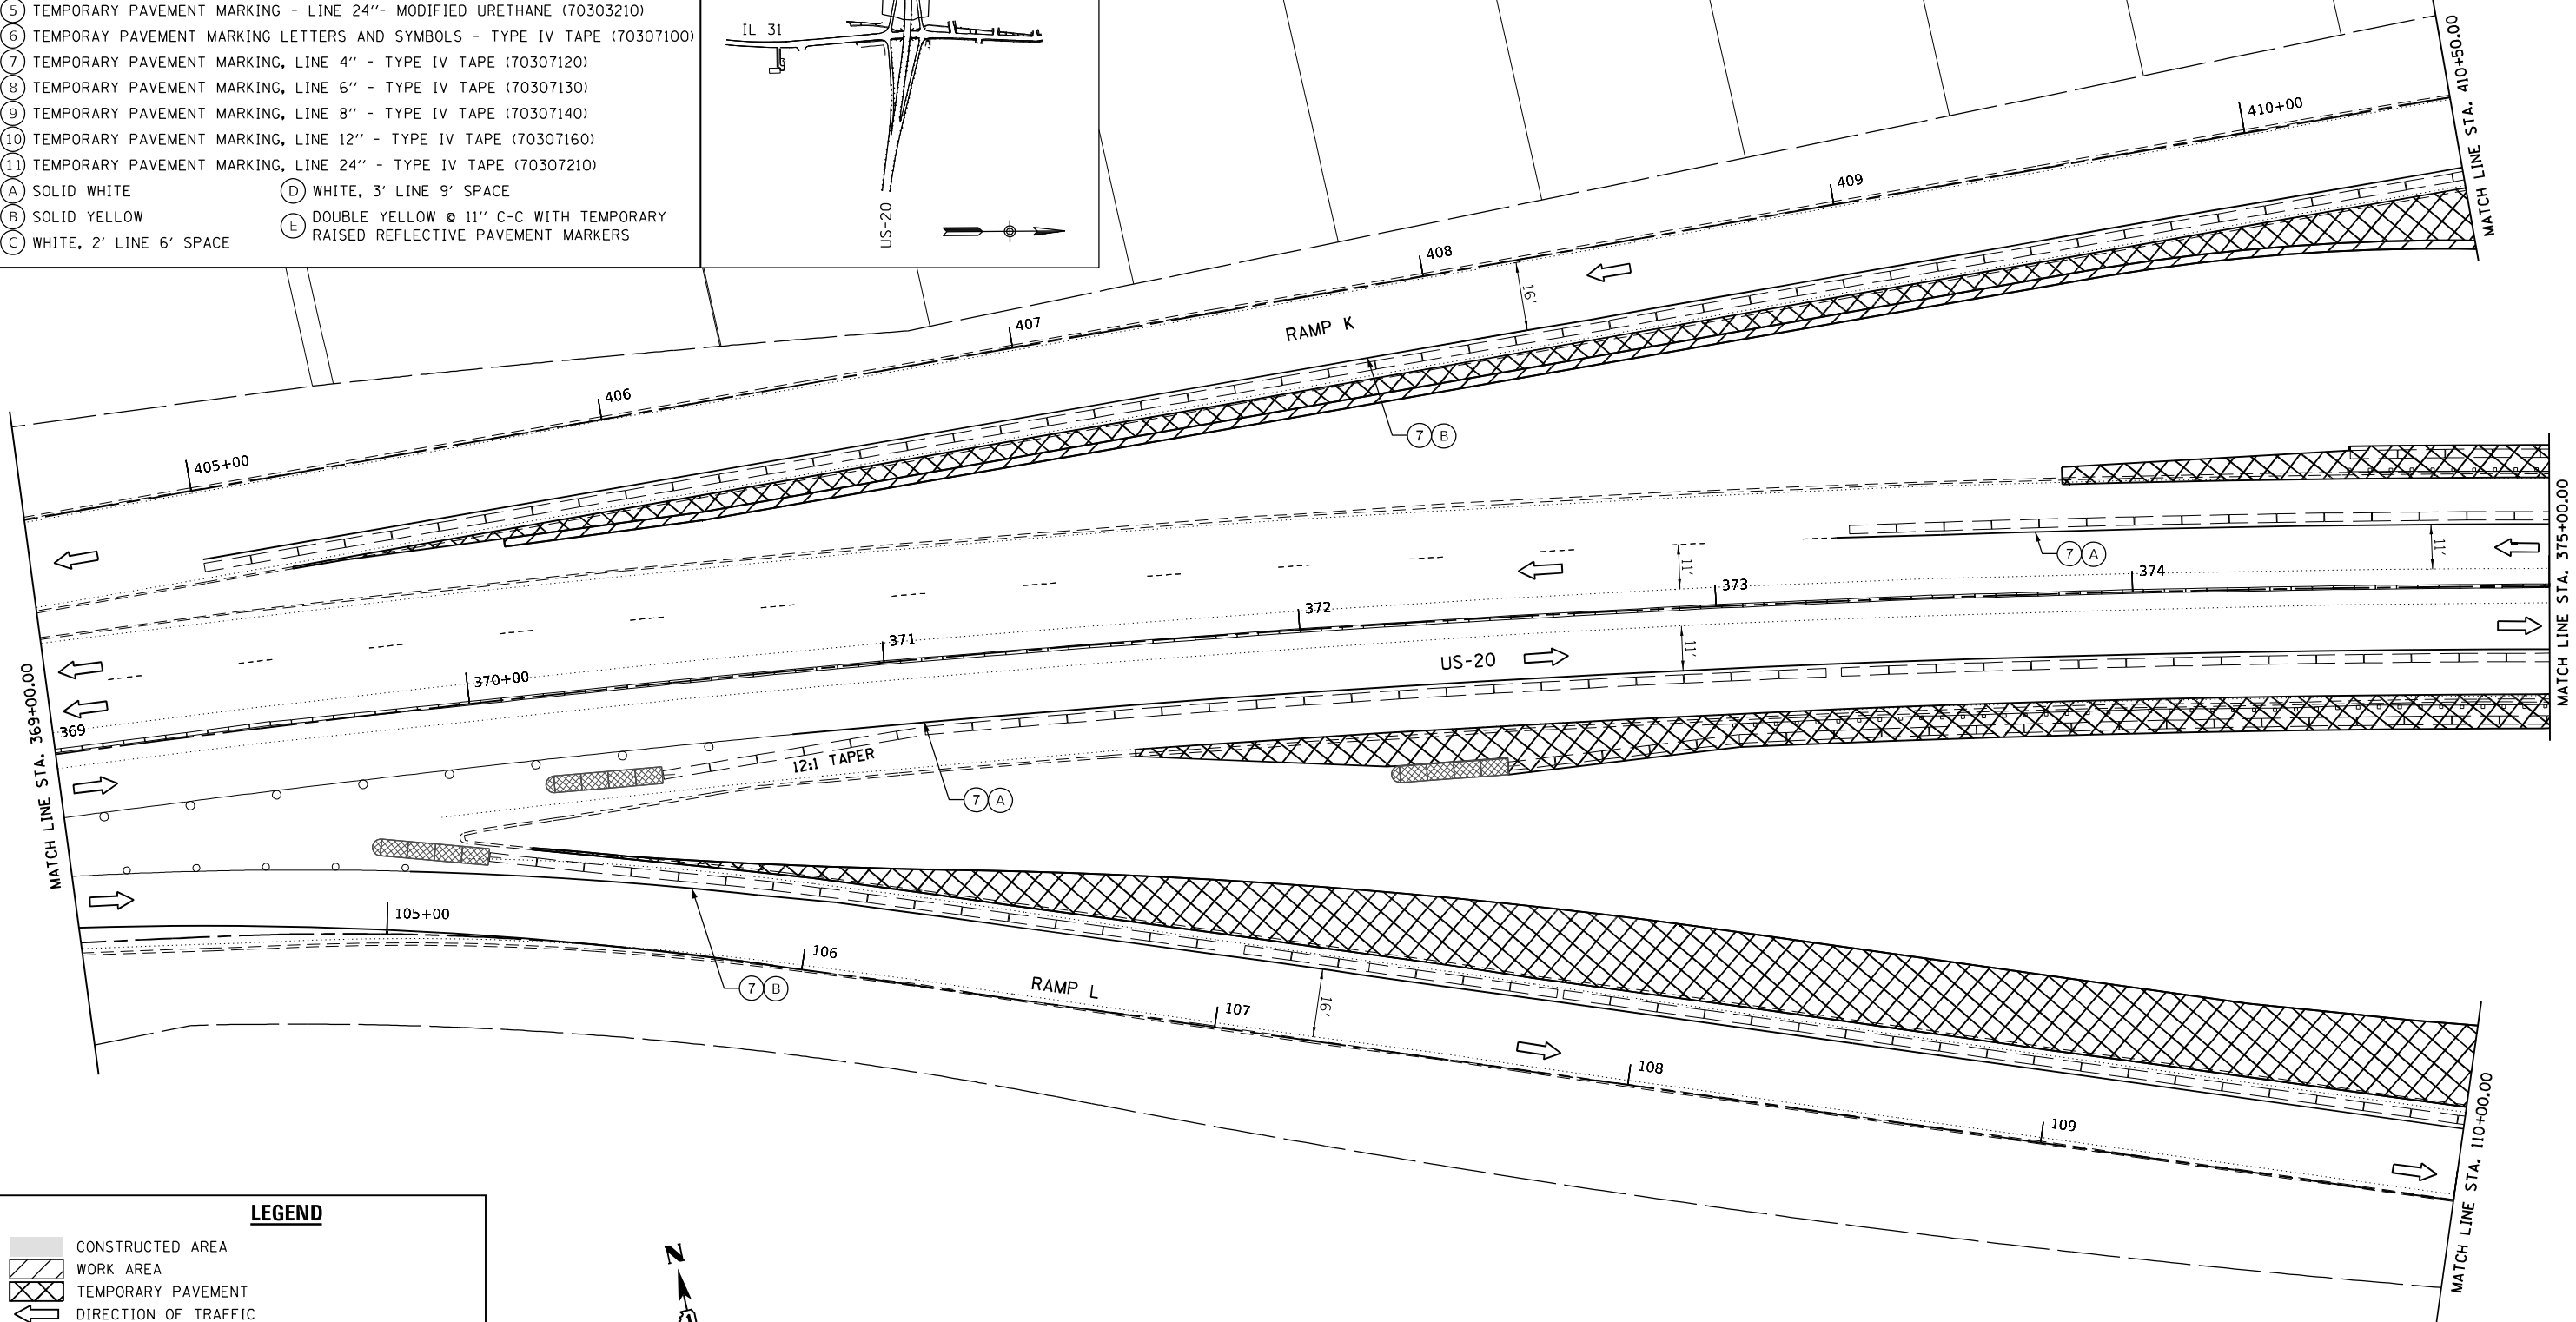 5 TEMPORARY PAVEMENT MARKING - LINE 24''- MODIFIED URETHANE (70303210)
6 TEMPORAY PAVEMENT MARKING LETTERS AND SYMBOLS - TYPE IV TAPE (70307100)
7 TEMPORARY PAVEMENT MARKING, LINE 4'' - TYPE IV TAPE (70307120)
8 TEMPORARY PAVEMENT MARKING, LINE 6'' - TYPE IV TAPE (70307130)
9 TEMPORARY PAVEMENT MARKING, LINE 8'' - TYPE IV TAPE (70307140)
10 TEMPORARY PAVEMENT MARKING, LINE 12'' - TYPE IV TAPE (70307160)
11 TEMPORARY PAVEMENT MARKING, LINE 24'' - TYPE IV TAPE (70307210)
A SOLID WHITE
B SOLID YELLOW
C WHITE, 2' LINE 6' SPACE
D WHITE, 3' LINE 9' SPACE
E DOUBLE YELLOW @ 11'' C-C WITH TEMPORARY
RAISED REFLECTIVE PAVEMENT MARKERS
IL 31
US-20
MATCH LINE STA. 410+50.00
410+00
409
408
407
406
405+00
16'
RAMP K
7 B
7 A
11'
11'
374
373
372
371
370+00
369
MATCH LINE STA. 375+00.00
US-20
11'
12:1 TAPER
7 A
MATCH LINE STA. 369+00.00
105+00
106
107
108
109
RAMP L
16'
7 B
MATCH LINE STA. 110+00.00
LEGEND
CONSTRUCTED AREA
WORK AREA
TEMPORARY PAVEMENT
DIRECTION OF TRAFFIC
N